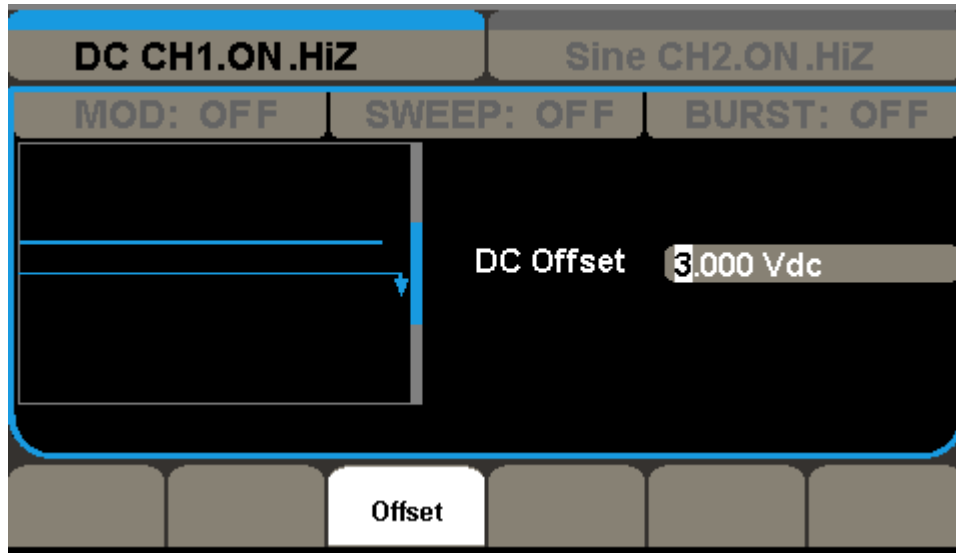 DC CH1.ON.HiZ
Sine CH2.ON.HiZ
MOD: OFF
SWEEP: OFF
BURST: OFF
DC Offset 3.000 Vdc
Offset